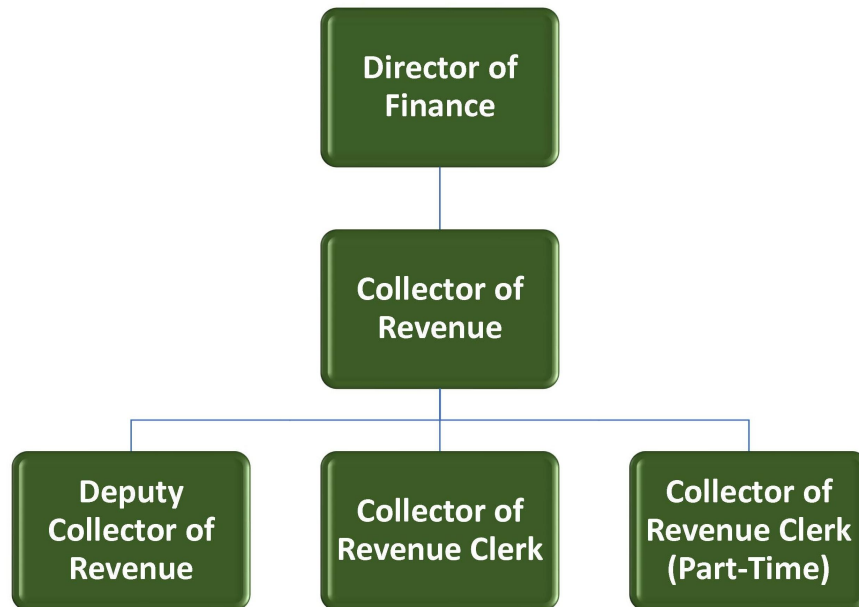 Director of
Finance
Collector of
Revenue
Deputy
Collector of
Revenue
Collector of
Revenue Clerk
Collector of
Revenue Clerk
(Part-Time)